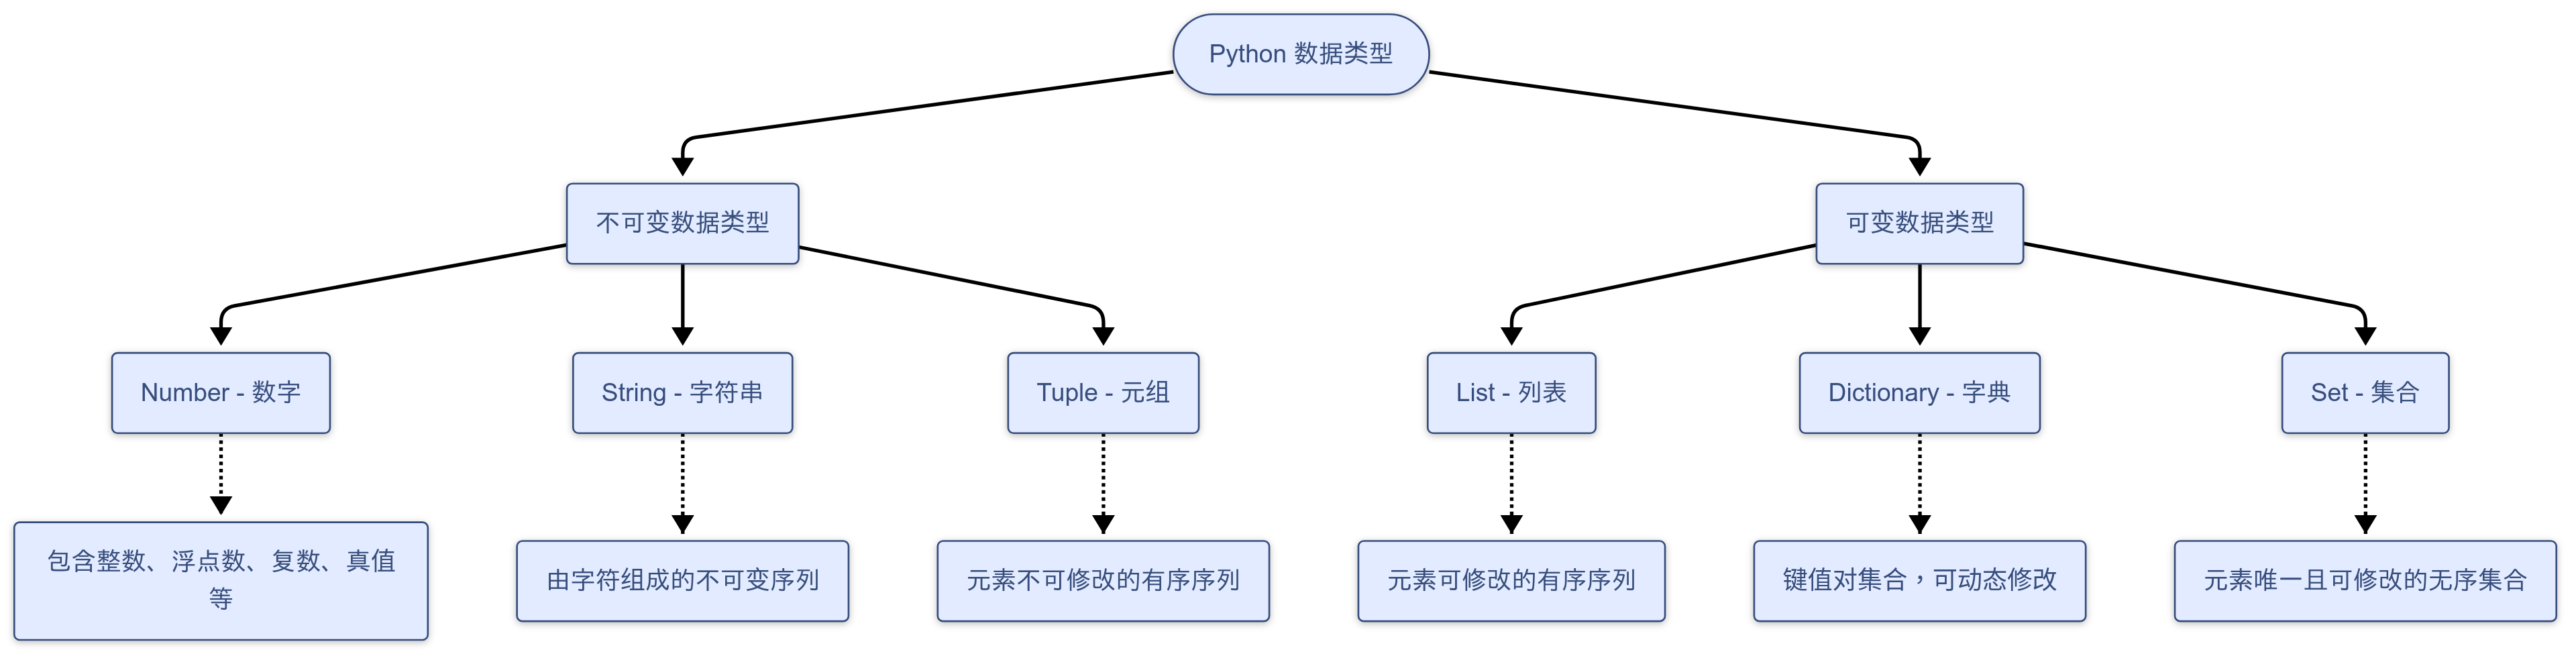 Python 数据类型
不可变数据类型
可变数据类型
Number - 数字
String - 字符串
Tuple - 元组
List - 列表
Dictionary - 字典
Set - 集合
包含整数、浮点数、复数、真值
等
由字符组成的不可变序列
元素不可修改的有序序列
元素可修改的有序序列
键值对集合，可动态修改
元素唯一且可修改的无序集合